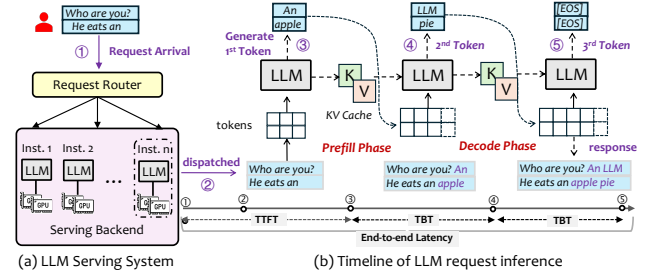 Who are you?
He eats an
①
Request Arrival
Request Router
Inst. 1
Inst. 2
Inst. n
LLM
LLM
...
LLM
GPU
GPU
GPU
Serving Backend
dispatched
②
(a) LLM Serving System
An
apple
Generate
1st Token
③
LLM
K
V
KV Cache
tokens
Prefill Phase
Who are you?
He eats an
LLM
pie
④
2nd Token
LLM
K
V
Decode Phase
Who are you? An
He eats an apple
[EOS]
[EOS]
⑤
3rd Token
LLM
response
Who are you? An LLM
He eats an apple pie
①
②
③
④
⑤
TTFT
TBT
TBT
End-to-end Latency
(b) Timeline of LLM request inference